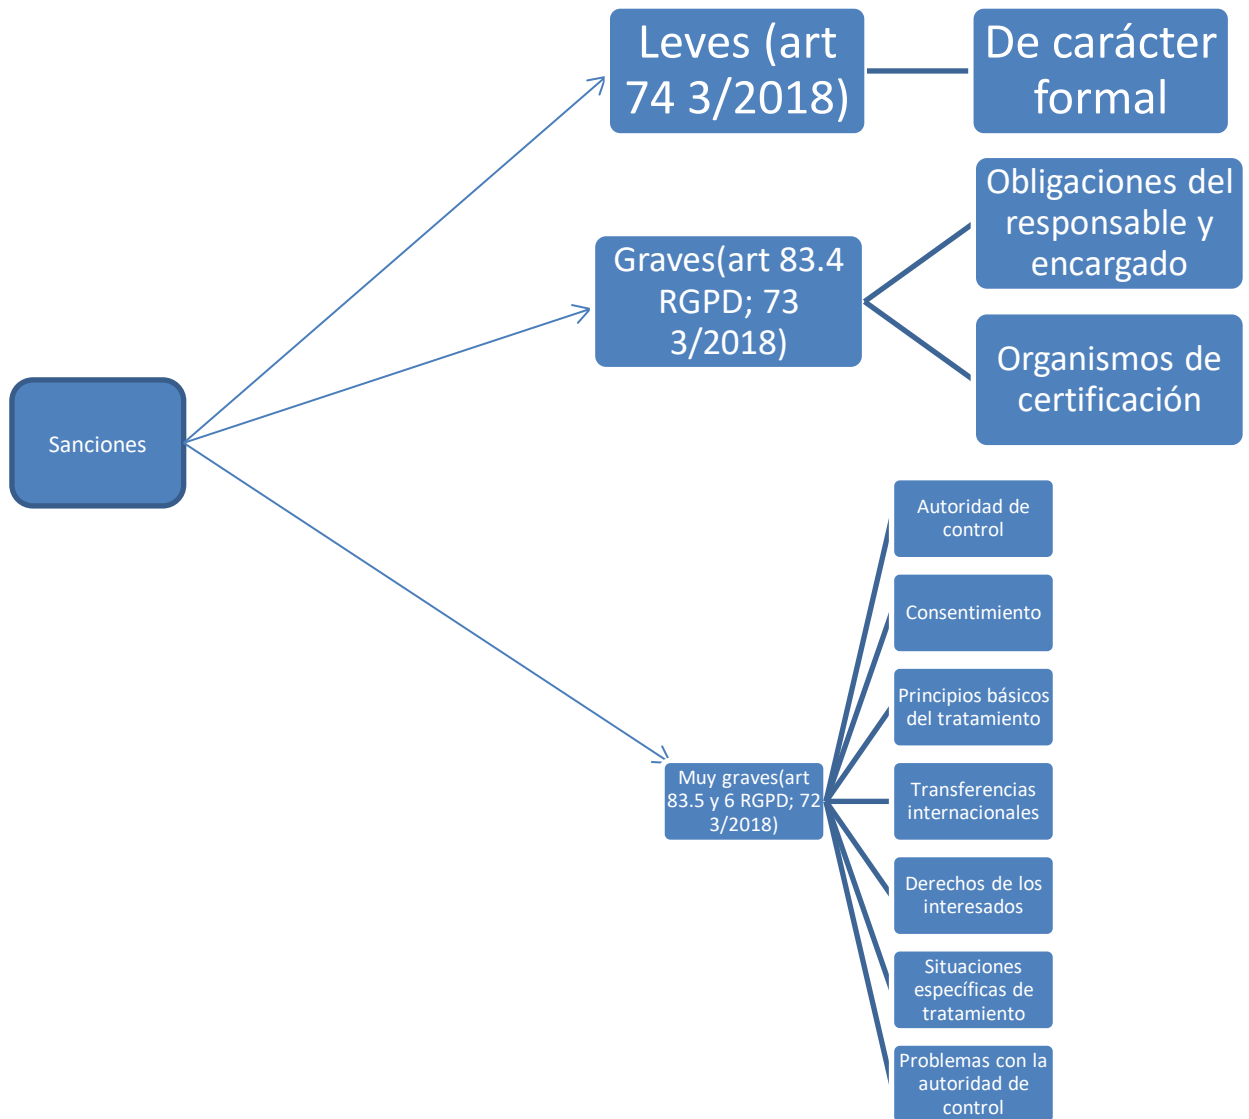 Leves (art
74 3/2018)
De carácter
formal
Obligaciones del
responsable y
encargado
Graves(art 83.4
RGPD; 73
3/2018)
Organismos de
certificación
Sanciones
Autoridad de
control
Consentimiento
Principios básicos
del tratamiento
Muy graves(art
83.5 y 6 RGPD; 72
3/2018)
Transferencias
internacionales
Derechos de los
interesados
Situaciones
específicas de
tratamiento
Problemas con la
autoridad de
control